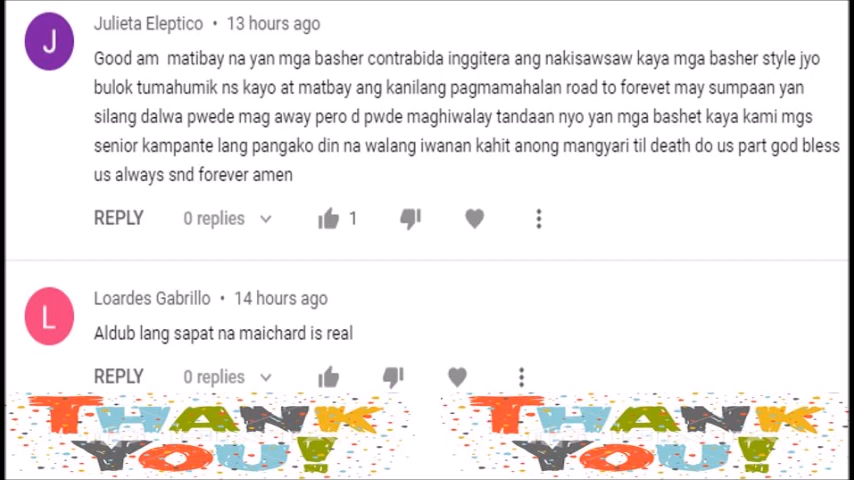 J
Julieta Eleptico • 13 hours ago
Good am matibay na yan mga basher contrabida inggitera ang nakisawsaw kaya mga basher style jyo
bulok tumahumik ns kayo at matbay ang kanilang pagmamahalan road to forevet may sumpaan yan
silang dalwa pwede mag away pero d pwde maghiwalay tandaan nyo yan mga bashet kaya kami mgs
senior kampante lang pangako din na walang iwanan kahit anong mangyari til death do us part god bless
us always snd forever amen
REPLY 0 replies 1
L
Loardes Gabrillo • 14 hours ago
Aldub lang sapat na maichard is real
REPLY 0 replies
THANK THANK
YOU! YOU!